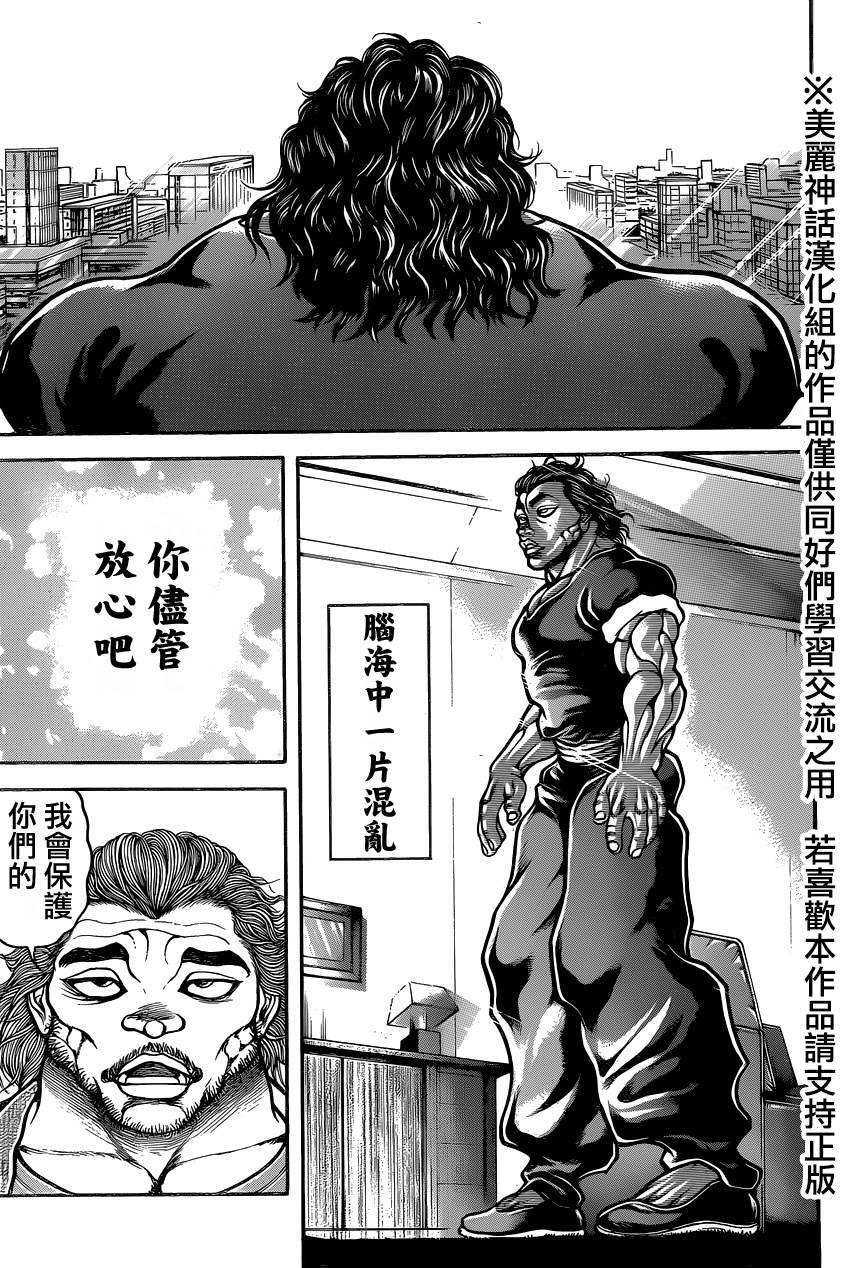 ※美麗神話漢化組的作品僅供同好們學習交流之用—若喜歡本作品請支持正版
腦海中一片混亂
你儘管
放心吧
我會保護
你們的